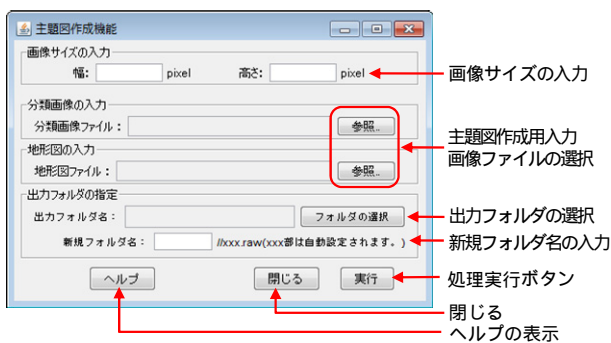 主題図作成機能
画像サイズの入力
幅: pixel 高さ: pixel
画像サイズの入力
分類画像の入力
分類画像ファイル： 参照..
主題図作成用入力
画像ファイルの選択
地形図の入力
地形図ファイル： 参照..
出力フォルダの指定
出力フォルダ名： フォルダの選択
出力フォルダの選択
新規フォルダ名： //xxx.raw(xxx部は自動設定されます。)
新規フォルダ名の入力
ヘルプ 閉じる 実行
処理実行ボタン
閉じる
ヘルプの表示